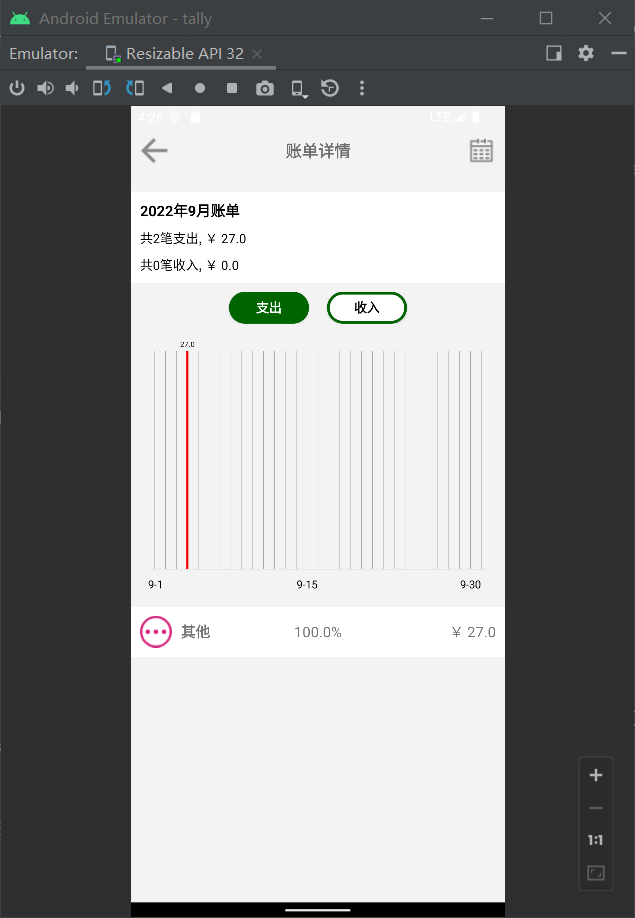 Android Emulator - tally
Emulator: Resizable API 32
4:26 LTE
账单详情
2022年9月账单
共2笔支出, ￥ 27.0
共0笔收入, ￥ 0.0
支出 收入
27.0
9-1 9-15 9-30
其他 100.0% ￥ 27.0
1:1